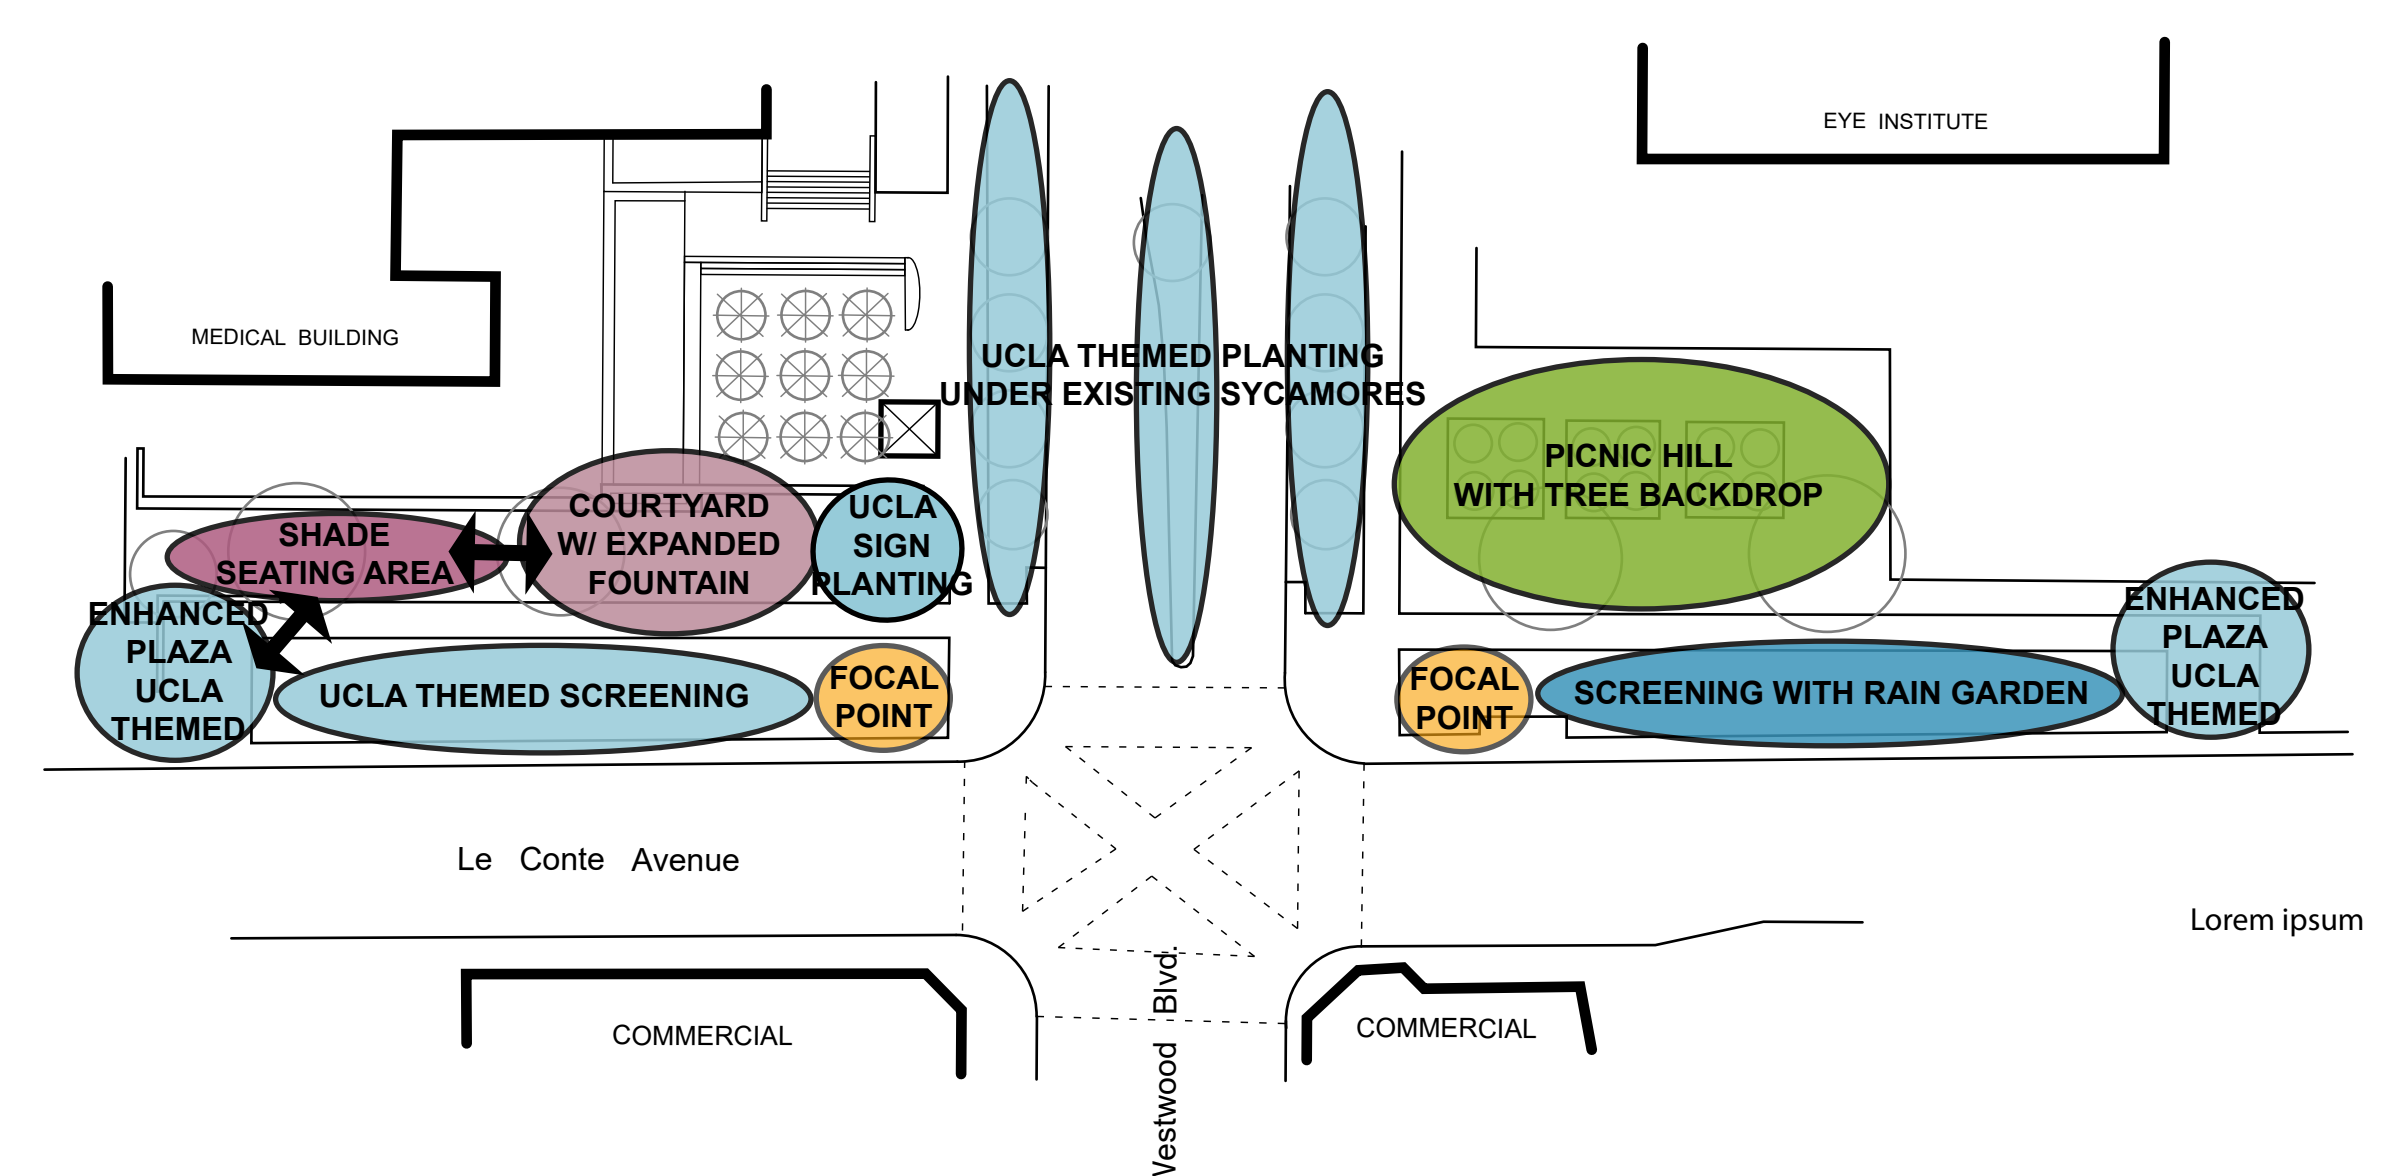 EYE INSTITUTE
MEDICAL BUILDING
UCLA THEMED PLANTING
UNDER EXISTING SYCAMORES
PICNIC HILL
WITH TREE BACKDROP
SHADE
SEATING AREA
COURTYARD
W/ EXPANDED
FOUNTAIN
UCLA
SIGN
PLANTING
ENHANCED
PLAZA
UCLA
THEMED
UCLA THEMED SCREENING
FOCAL
POINT
FOCAL
POINT
SCREENING WITH RAIN GARDEN
ENHANCED
PLAZA
UCLA
THEMED
Le Conte Avenue
Lorem ipsum
Westwood Blvd.
COMMERCIAL
COMMERCIAL